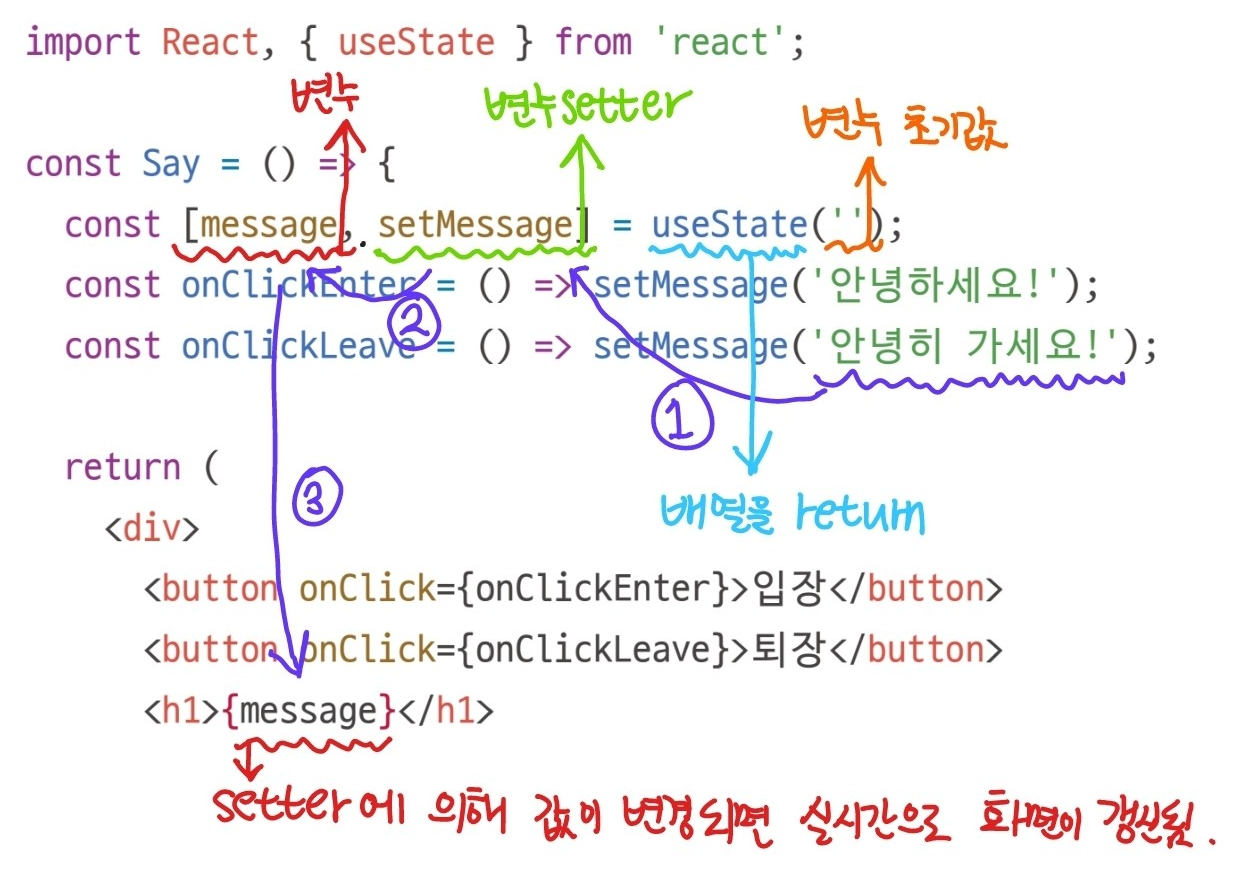 import React, { useState } from 'react';
변수
변수setter
변수 초기값
const Say = () => {
const [message, setMessage] = useState('');
const onClickEnter = () => setMessage('안녕하세요!');
②
const onClickLeave = () => setMessage('안녕히 가세요!');
①
return (
③
배열을 return
<div>
<button onClick={onClickEnter}>입장</button>
<button onClick={onClickLeave}>퇴장</button>
<h1>{message}</h1>
setter에 의해 값이 변경되면 실시간으로 화면이 갱신됨.